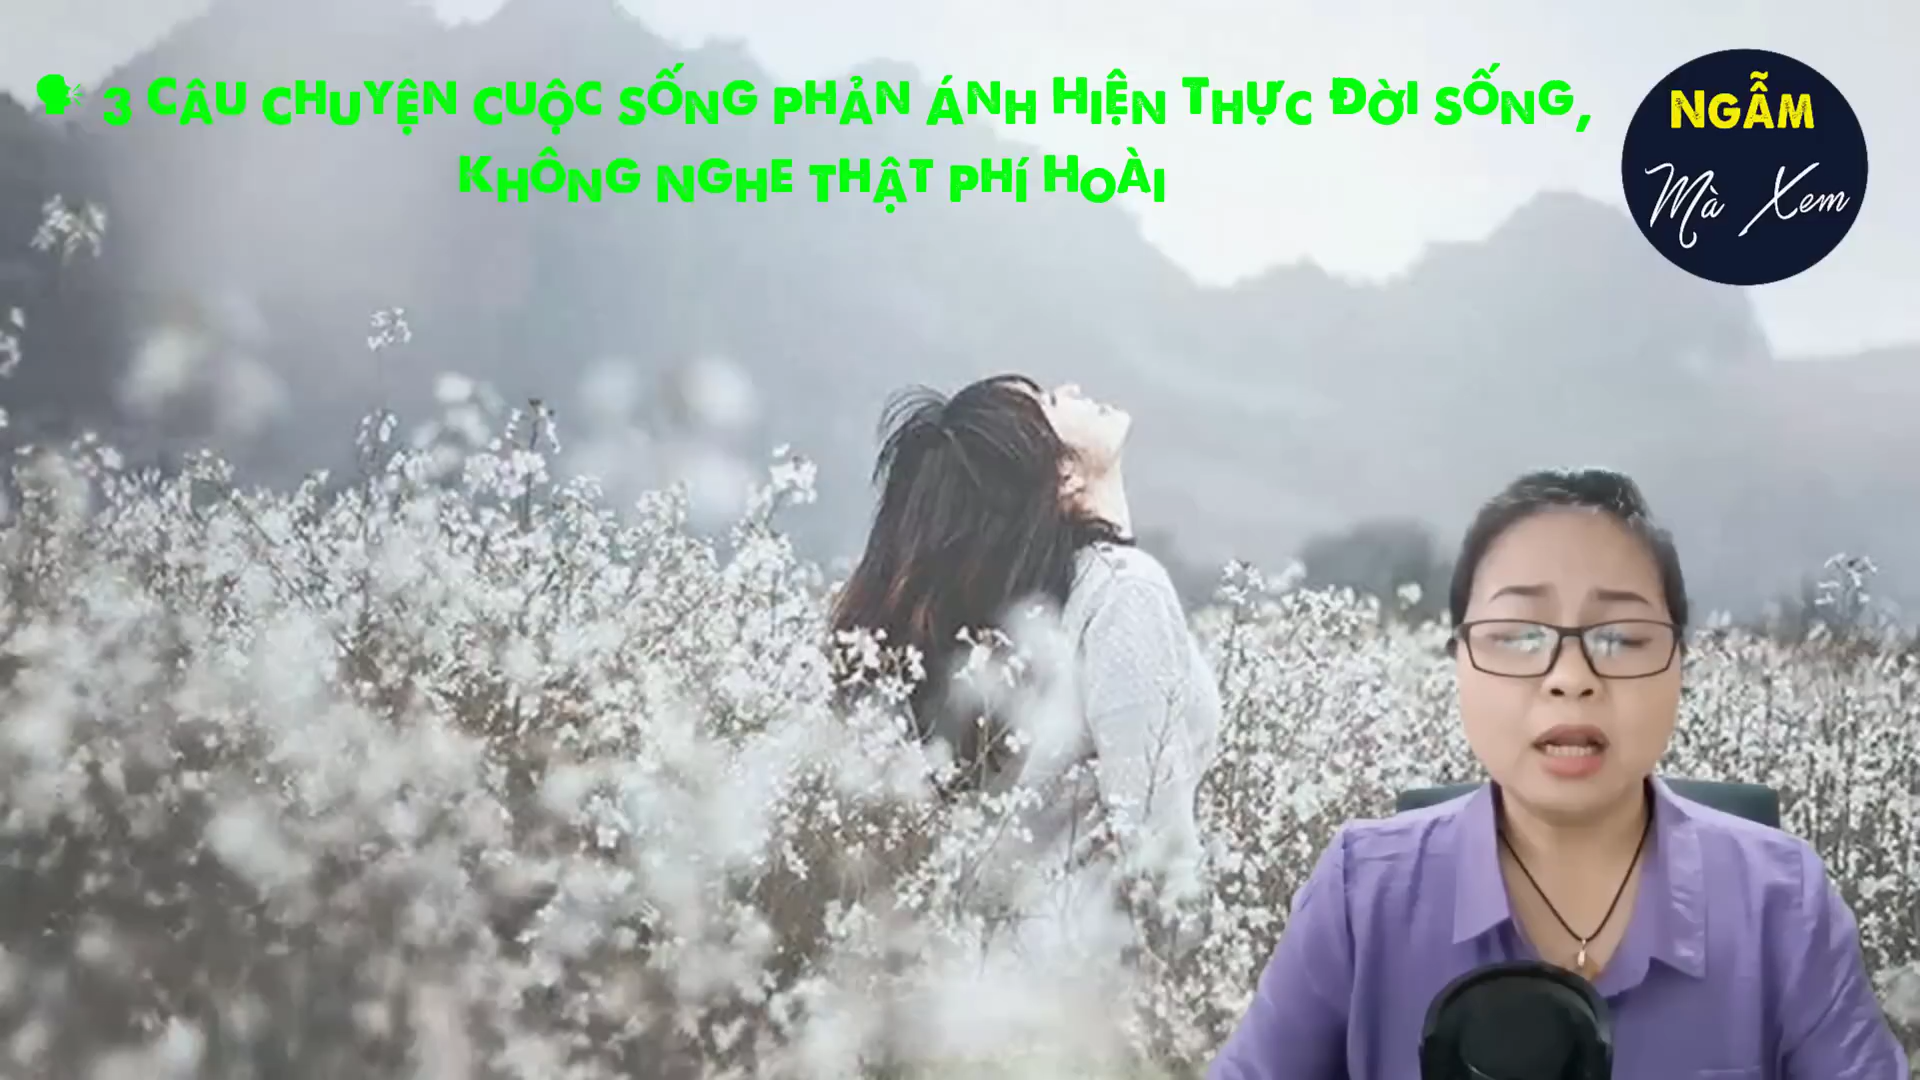 🗣 3 CÂU CHUYỆN CUỘC SỐNG PHẢN ÁNH HIỆN THỰC ĐỜI SỐNG,
KHÔNG NGHE THẬT PHÍ HOÀI
NGẪM
Mà Xem